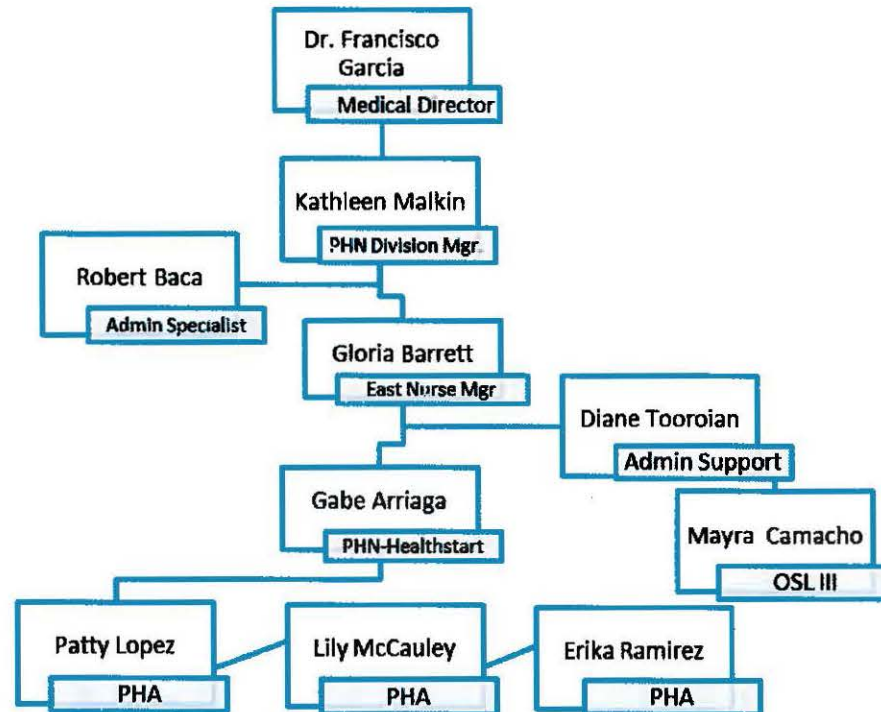 Dr. Francisco
Garcia
Medical Director
Kathleen Malkin
PHN Division Mgr.
Robert Baca
Admin Specialist
Gloria Barrett
East Nurse Mgr
Diane Tooroian
Admin Support
Gabe Arriaga
PHN-Healthstart
Mayra Camacho
OSL III
Patty Lopez
PHA
Lily McCauley
PHA
Erika Ramirez
PHA